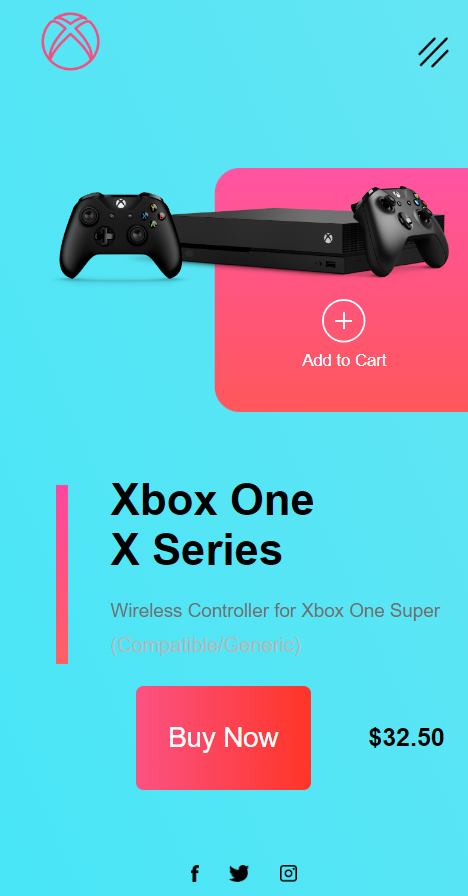 Add to Cart
Xbox One
X Series
Wireless Controller for Xbox One Super
(Compatible/Generic)
Buy Now
$32.50